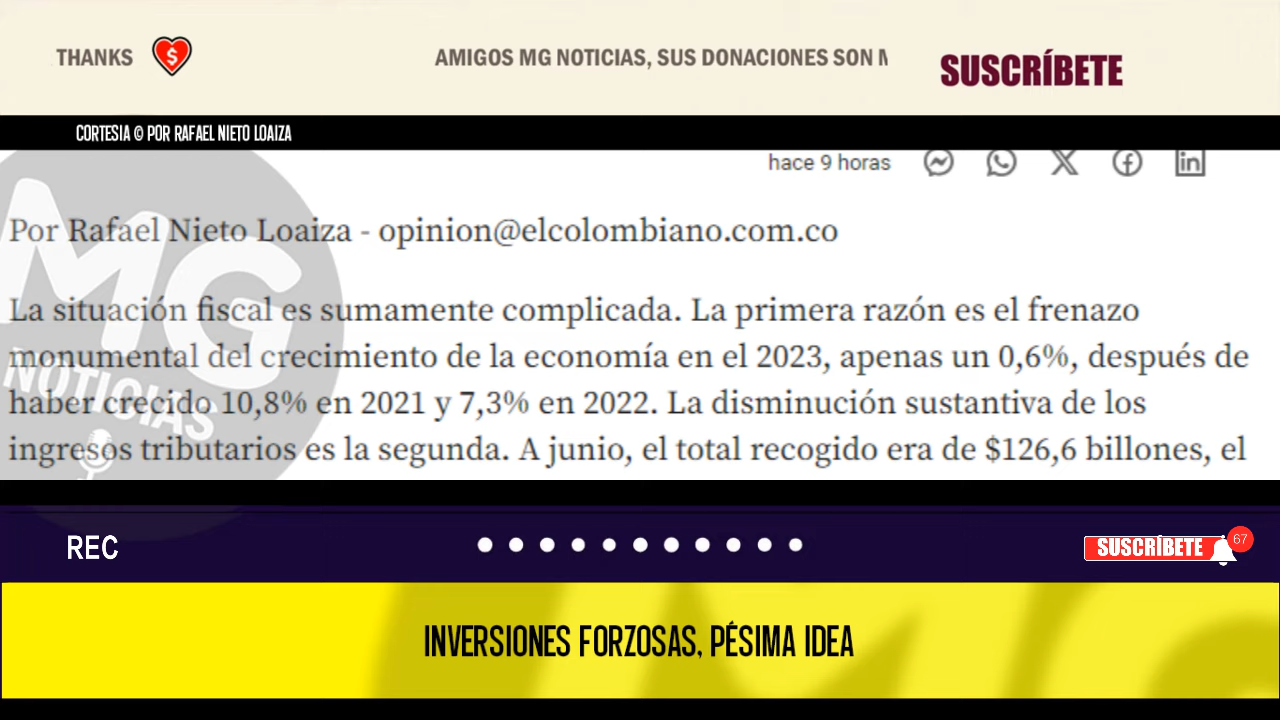 THANKS
AMIGOS MG NOTICIAS, SUS DONACIONES SON
SUSCRÍBETE
CORTESIA © POR RAFAEL NIETO LOAIZA
hace 9 horas
Por Rafael Nieto Loaiza - opinion@elcolombiano.com.co
La situación fiscal es sumamente complicada. La primera razón es el frenazo
monumental del crecimiento de la economía en el 2023, apenas un 0,6%, después de
haber crecido 10,8% en 2021 y 7,3% en 2022. La disminución sustantiva de los
ingresos tributarios es la segunda. A junio, el total recogido era de $126,6 billones, el
MG
NOTICIAS
REC
SUSCRÍBETE
67
INVERSIONES FORZOSAS, PÉSIMA IDEA